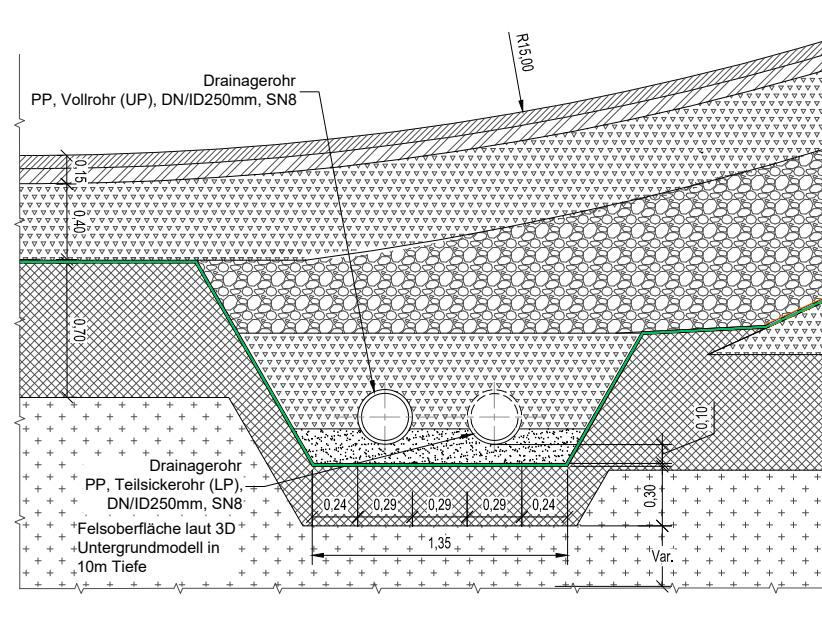 R15,00
Drainagerohr
PP, Vollrohr (UP), DN/ID250mm, SN8
0,15
0,40
0,70
0,10
Drainagerohr
PP, Teilsickerohr (LP),
DN/ID250mm, SN8
0,24 0,29 0,29 0,29 0,24
0,30
Felsoberfläche laut 3D
Untergrundmodell in
10m Tiefe
1,35
Var.